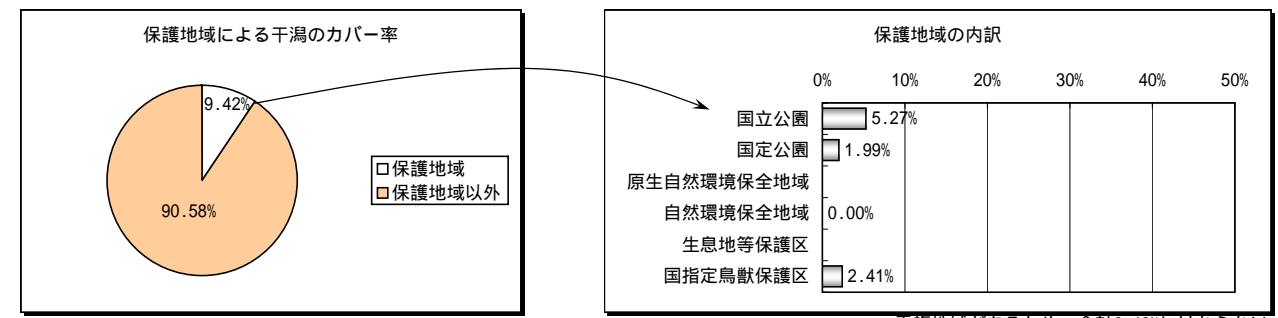 保護地域による干潟のカバー率
9.42%
90.58%
保護地域
保護地域以外
保護地域の内訳
0% 10% 20% 30% 40% 50%
国立公園 5.27%
国定公園 1.99%
原生自然環境保全地域
自然環境保全地域 0.00%
生息地等保護区
国指定鳥獣保護区 2.41%